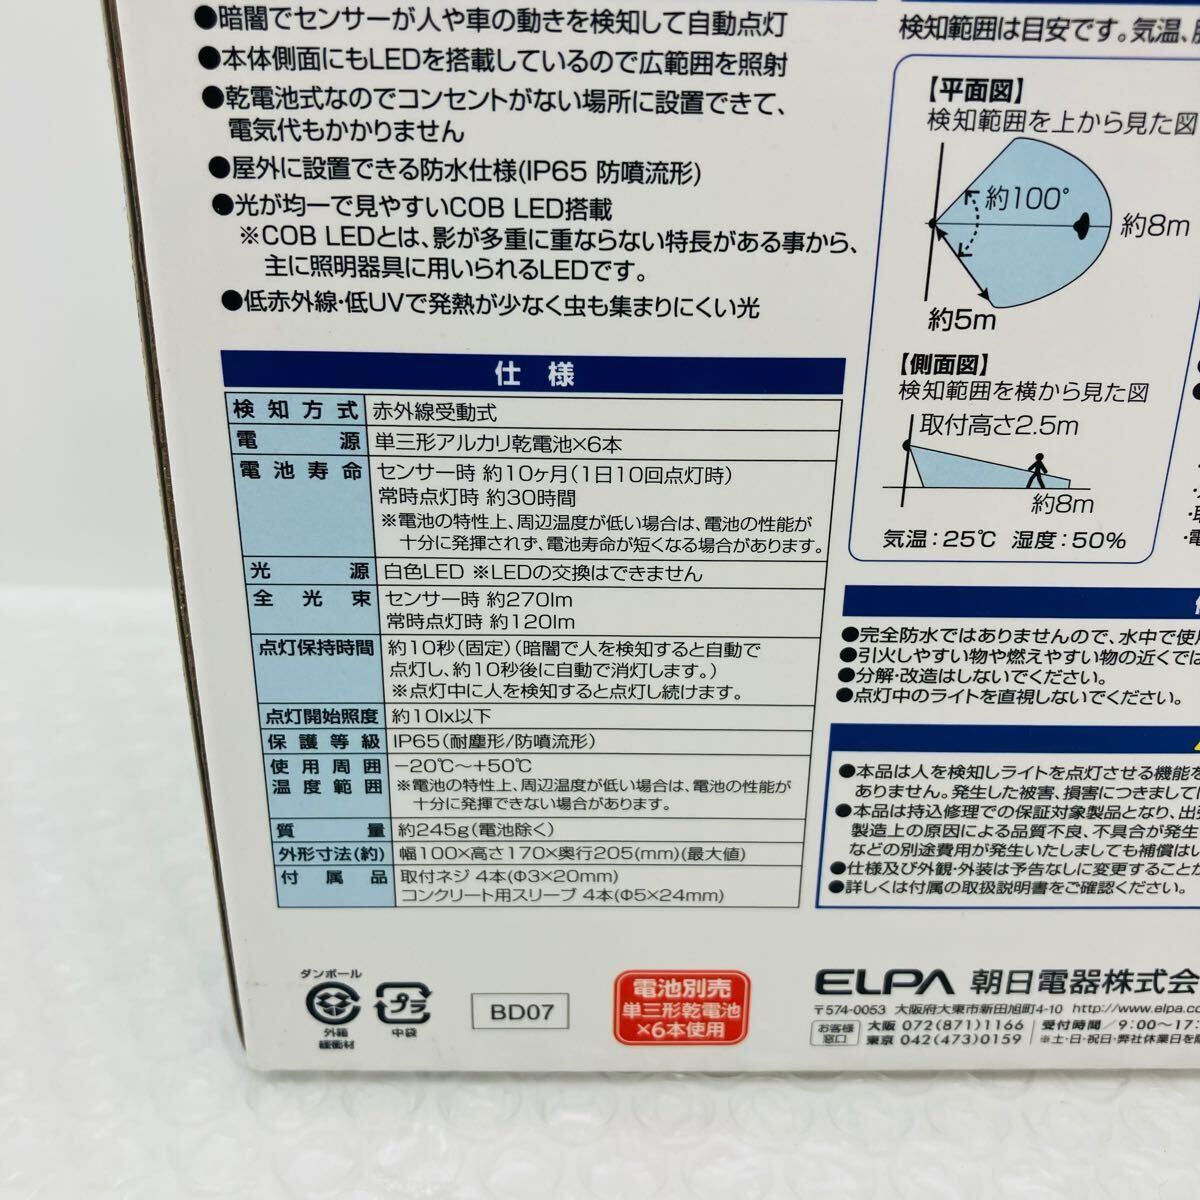 ●暗闇でセンサーが人や車の動きを検知して自動点灯
●本体側面にもLEDを搭載しているので広範囲を照射
●乾電池式なのでコンセントがない場所に設置できて、
電気代もかかりません
●屋外に設置できる防水仕様(IP65 防噴流形)
●光が均一で見やすいCOB LED搭載
※COB LEDとは、影が多重に重ならない特長がある事から、
主に照明器具に用いられるLEDです。
●低赤外線・低UVで発熱が少なく虫も集まりにくい光
仕 様
検知方式 赤外線受動式
電源 単三形アルカリ乾電池×6本
電池寿命 センサー時 約10ヶ月(1日10回点灯時)
常時点灯時 約30時間
※電池の特性上、周辺温度が低い場合は、電池の性能が
十分に発揮されず、電池寿命が短くなる場合があります。
光源 白色LED ※LEDの交換はできません
全光束 センサー時 約270lm
常時点灯時 約120lm
点灯保持時間 約10秒(固定)(暗闇で人を検知すると自動で
点灯し、約10秒後に自動で消灯します。)
※点灯中に人を検知すると点灯し続けます。
点灯開始照度 約10lx以下
保護等級 IP65(耐塵形/防噴流形)
使用周囲
温度範囲 −20℃〜+50℃
※電池の特性上、周辺温度が低い場合は、電池の性能が
十分に発揮できない場合があります。
質量 約245g(電池除く)
外形寸法(約) 幅100×高さ170×奥行205(mm)(最大値)
付属品 取付ネジ 4本(Φ3×20mm)
コンクリート用スリーブ 4本(Φ5×24mm)
ダンボール
外箱
緩衝材
プラ
中袋
BD07
電池別売
単三形乾電池
×6本使用
検知範囲は目安です。気温、
【平面図】
検知範囲を上から見た図
約100°
約8m
約5m
【側面図】
検知範囲を横から見た図
取付高さ2.5m
約8m
気温：25℃ 湿度：50%
●完全防水ではありませんので、水中で使用
●引火しやすい物や燃えやすい物の近くでは
●分解・改造はしないでください。
●点灯中のライトを直視しないでください。
●本品は人を検知しライトを点灯させる機能を
ありません。発生した被害、損害につきましては
●本品は持込修理での保証対象製品となり、出張
製造上の原因による品質不良、不具合が発生
などの別途費用が発生いたしましても補償はい
●仕様及び外観・外装は予告なしに変更することが
●詳しくは付属の取扱説明書をご確認ください。
ELPA 朝日電器株式会
〒574-0053 大阪府大東市新田旭町4-10 http://www.elpa.co
お客様
窓口
大阪 072(871)1166
東京 042(473)0159
受付時間/9:00〜17:
※土・日・祝日・弊社休業日を除